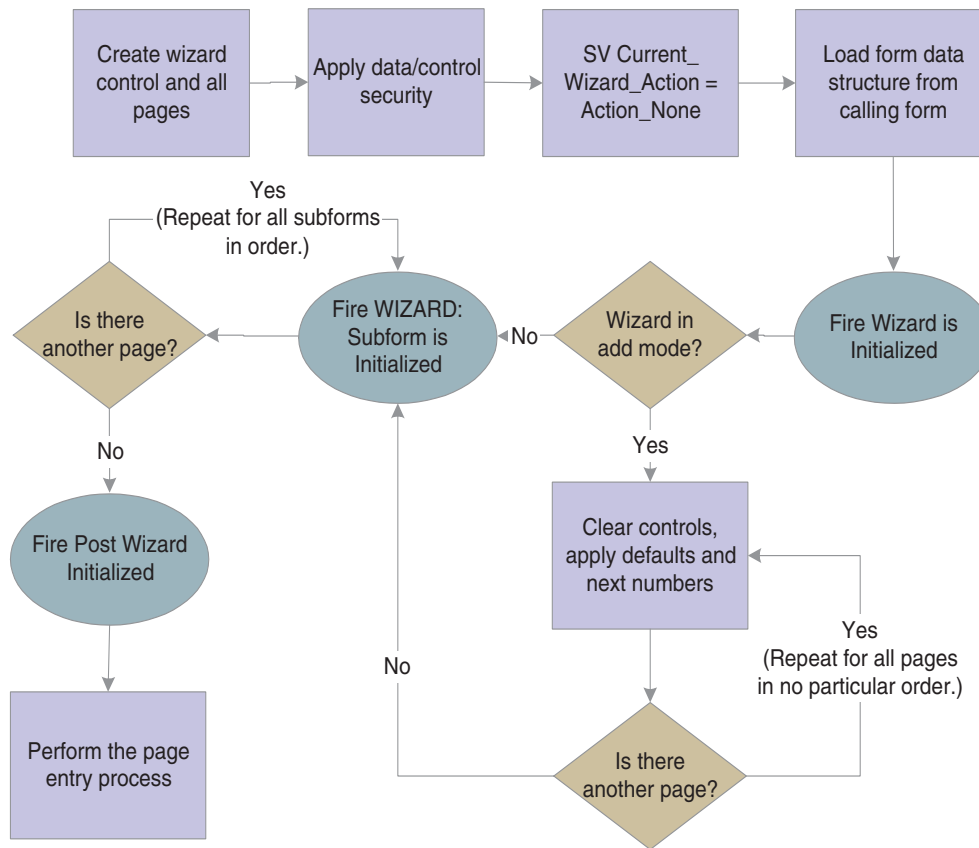 Create wizard
control and all
pages
Apply data/control
security
SV Current_
Wizard_Action =
Action_None
Load form data
structure from
calling form
Yes
(Repeat for all subforms
in order.)
Is there
another page?
Fire WIZARD:
Subform is
Initialized
No
Wizard in
add mode?
Fire Wizard is
Initialized
No
Yes
Fire Post Wizard
Initialized
Clear controls,
apply defaults and
next numbers
No
Yes
(Repeat for all pages
in no particular order.)
Perform the page
entry process
Is there
another page?